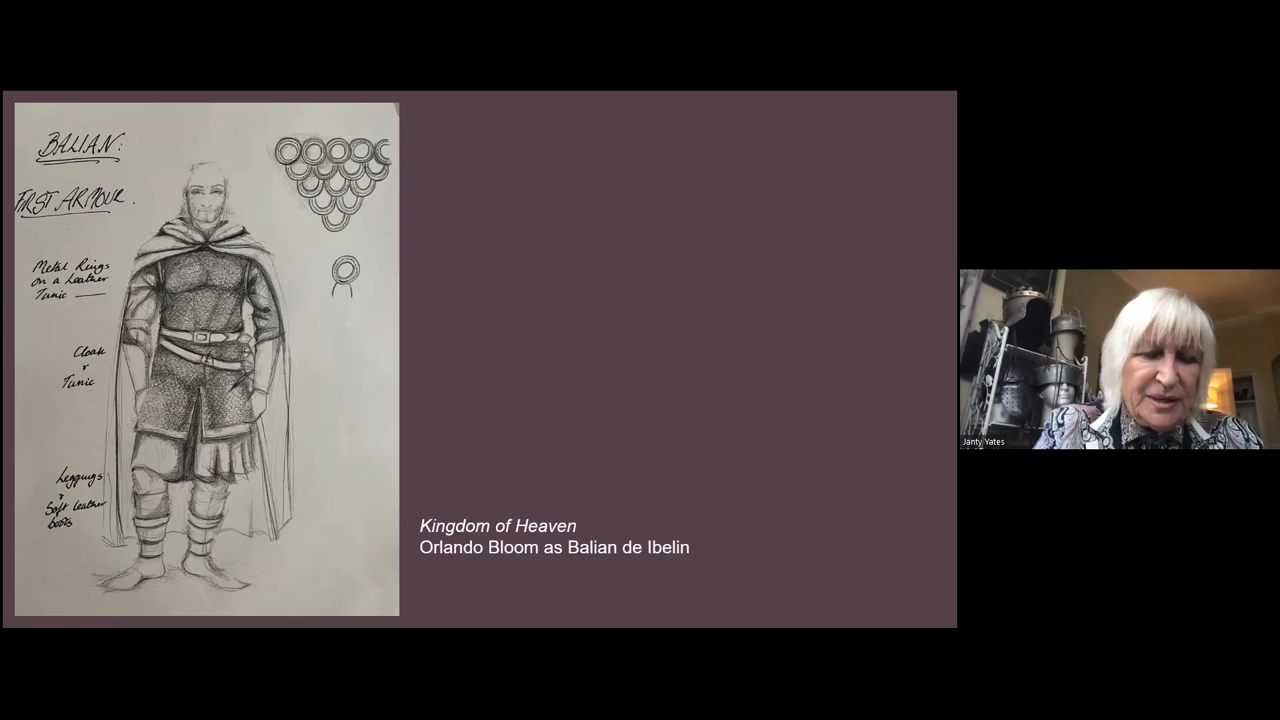 BALIAN:
FIRST ARMOUR.
Metal Rings
on a Leather
Tunic —
Cloak
&
Tunic
Leggings
&
Soft leather
boots
Kingdom of Heaven
Orlando Bloom as Balian de Ibelin
Janty Yates